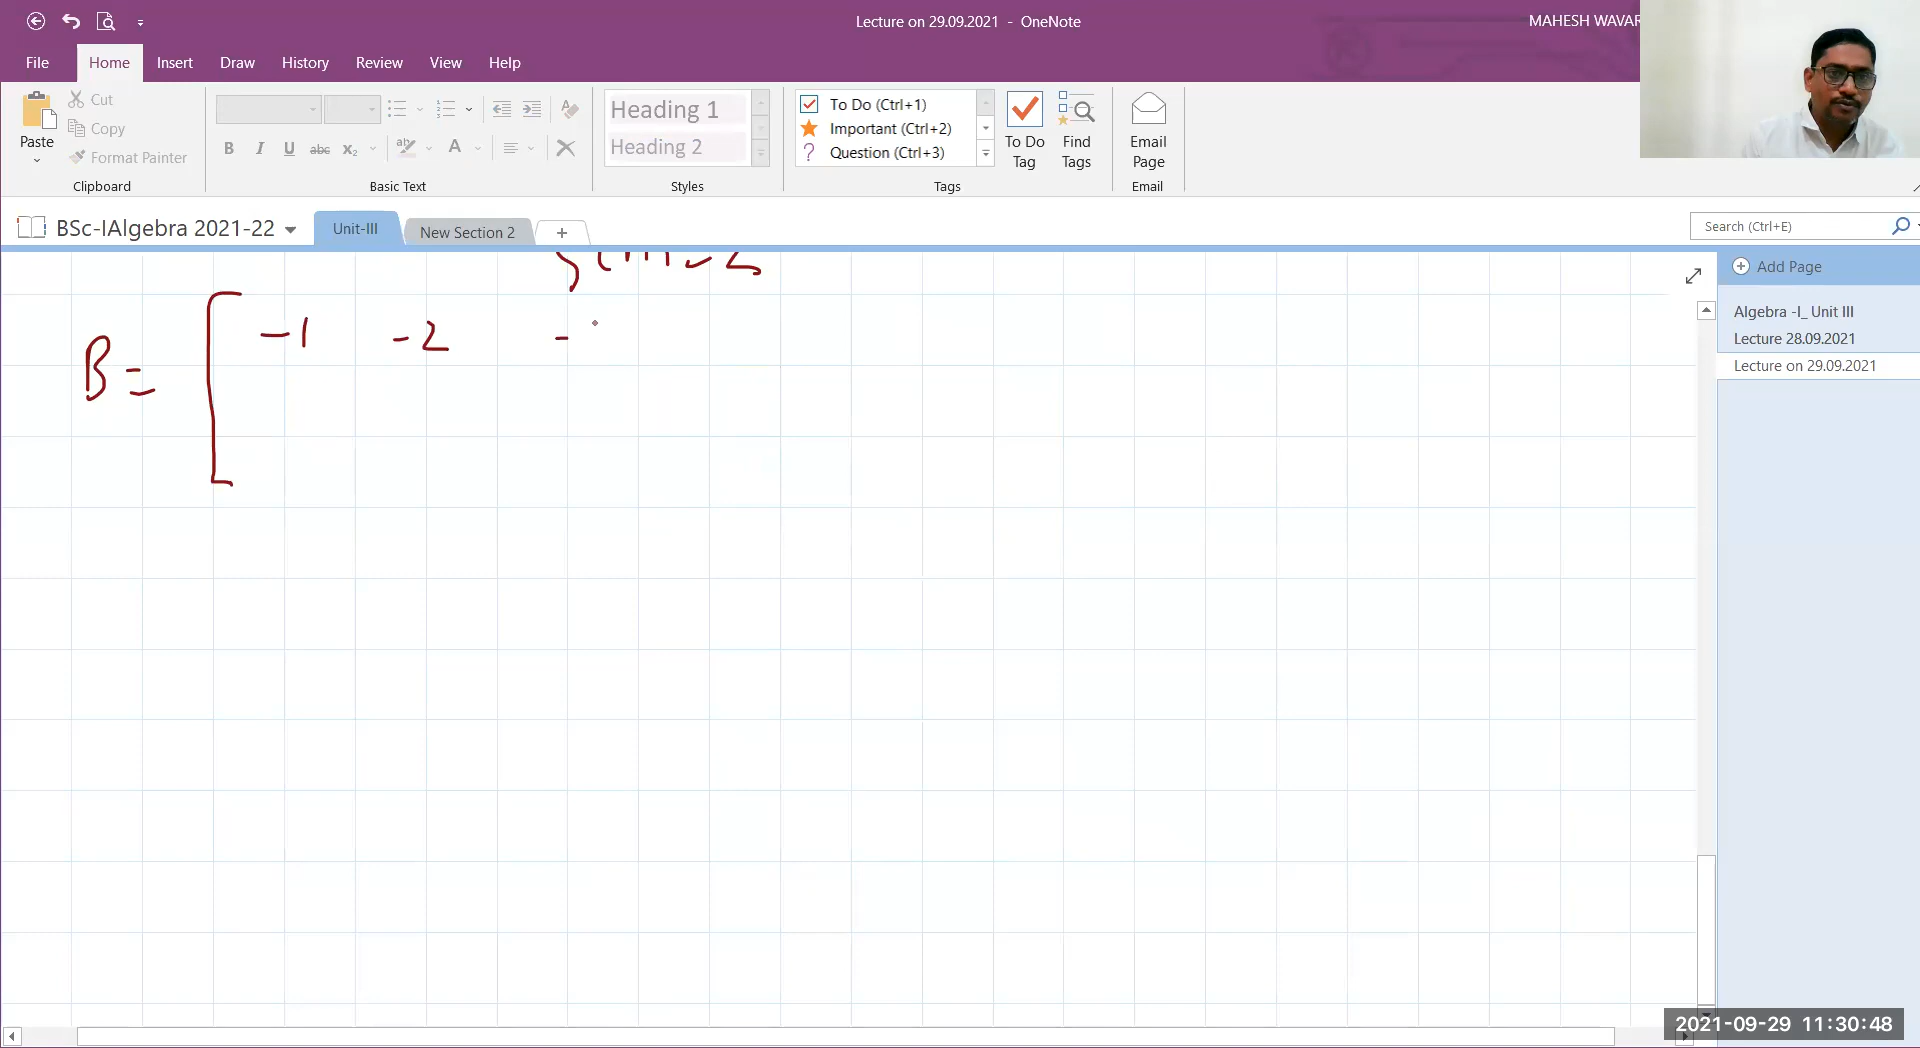 Lecture on 29.09.2021 - OneNote
MAHESH WAVAR
File Home Insert Draw History Review View Help
Paste
Cut
Copy
Format Painter
Clipboard
B I U abc x₂ ab A
Basic Text
Heading 1
Heading 2
Styles
To Do (Ctrl+1)
Important (Ctrl+2)
Question (Ctrl+3)
To Do Tag
Find Tags
Tags
Email Page
Email
BSc-IAlgebra 2021-22
Unit-III
New Section 2
+
Search (Ctrl+E)
Add Page
Algebra -I_ Unit III
Lecture 28.09.2021
Lecture on 29.09.2021
B = [ -1 -2 -
2021-09-29 11:30:48